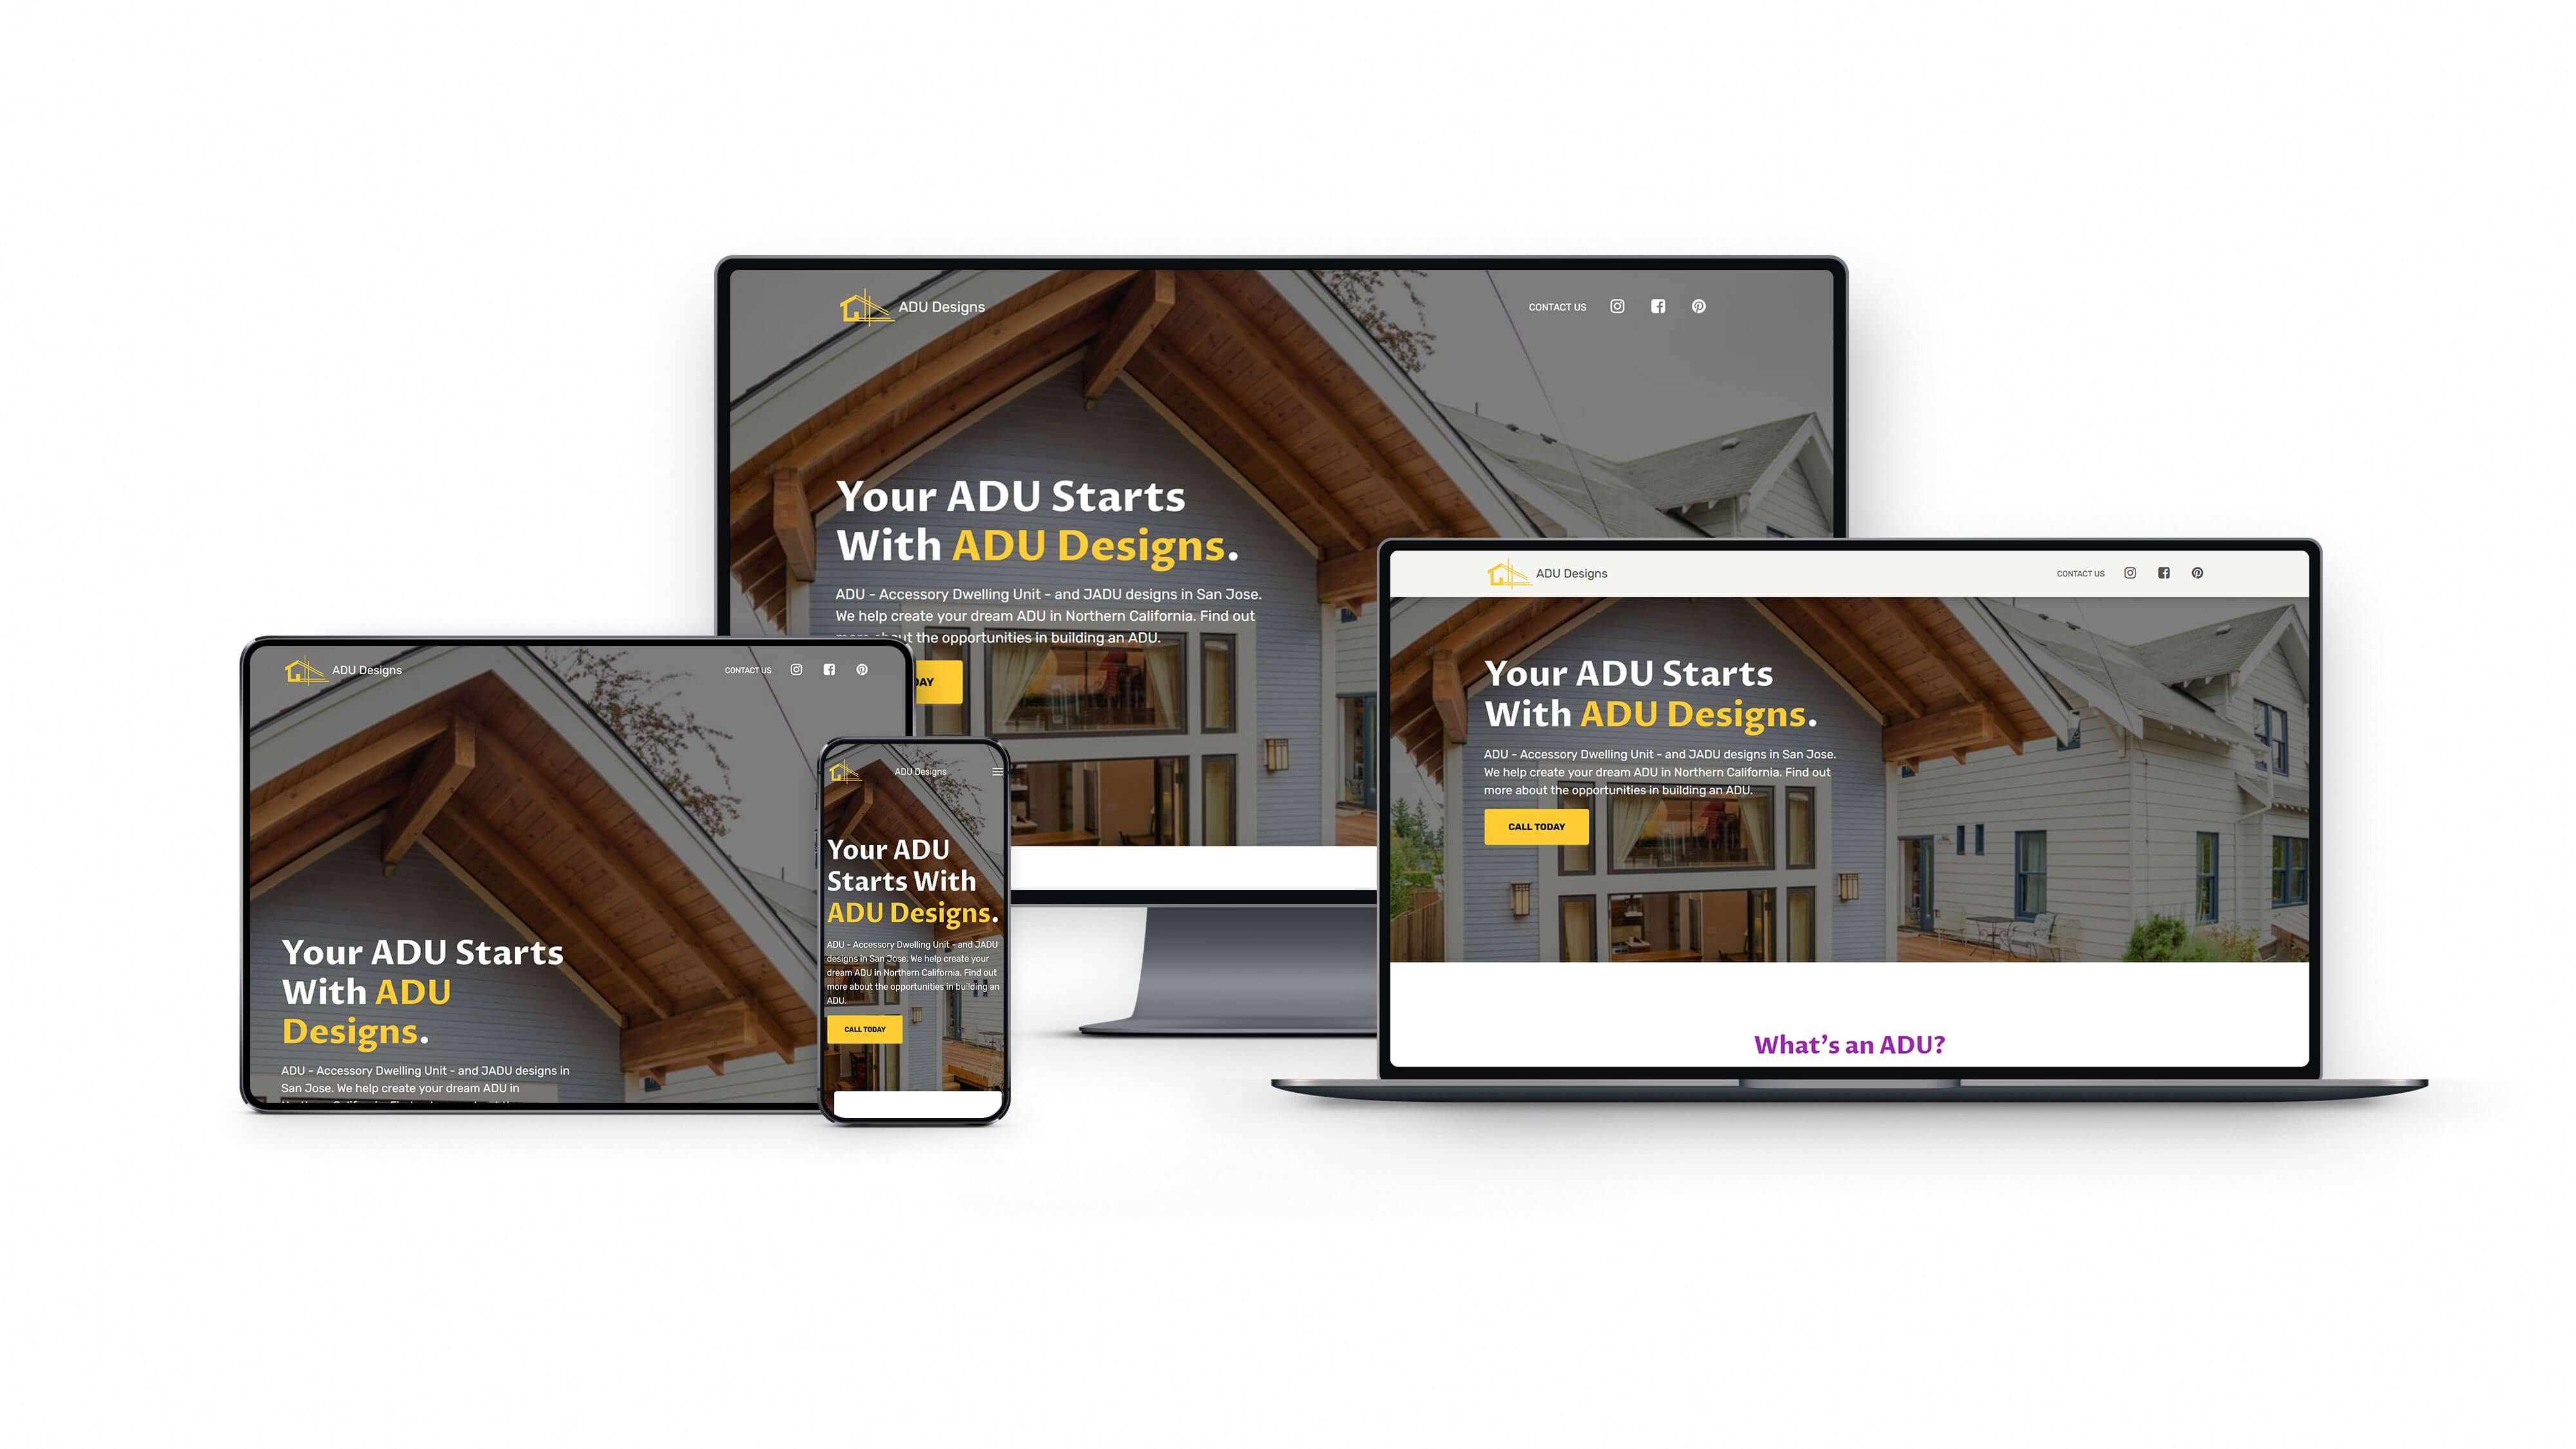 ADU Designs
CONTACT US
Your ADU Starts
With ADU Designs.
ADU - Accessory Dwelling Unit - and JADU designs in San Jose.
We help create your dream ADU in Northern California. Find out
the opportunities in building an ADU.
ADU Designs
CONTACT US
Your ADU Starts
With ADU Designs.
ADU - Accessory Dwelling Unit - and JADU designs in San Jose.
We help create your dream ADU in Northern California. Find out
more about the opportunities in building an ADU.
CALL TODAY
What's an ADU?
ADU Designs
CONTACT US
Your ADU Starts
With ADU
Designs.
ADU - Accessory Dwelling Unit - and JADU designs in
San Jose. We help create your dream ADU in
ADU Designs
Your ADU
Starts With
ADU Designs.
ADU - Accessory Dwelling Unit - and JADU
designs in San Jose. We help create your
dream ADU in Northern California. Find out
more about the opportunities in building an
ADU.
CALL TODAY